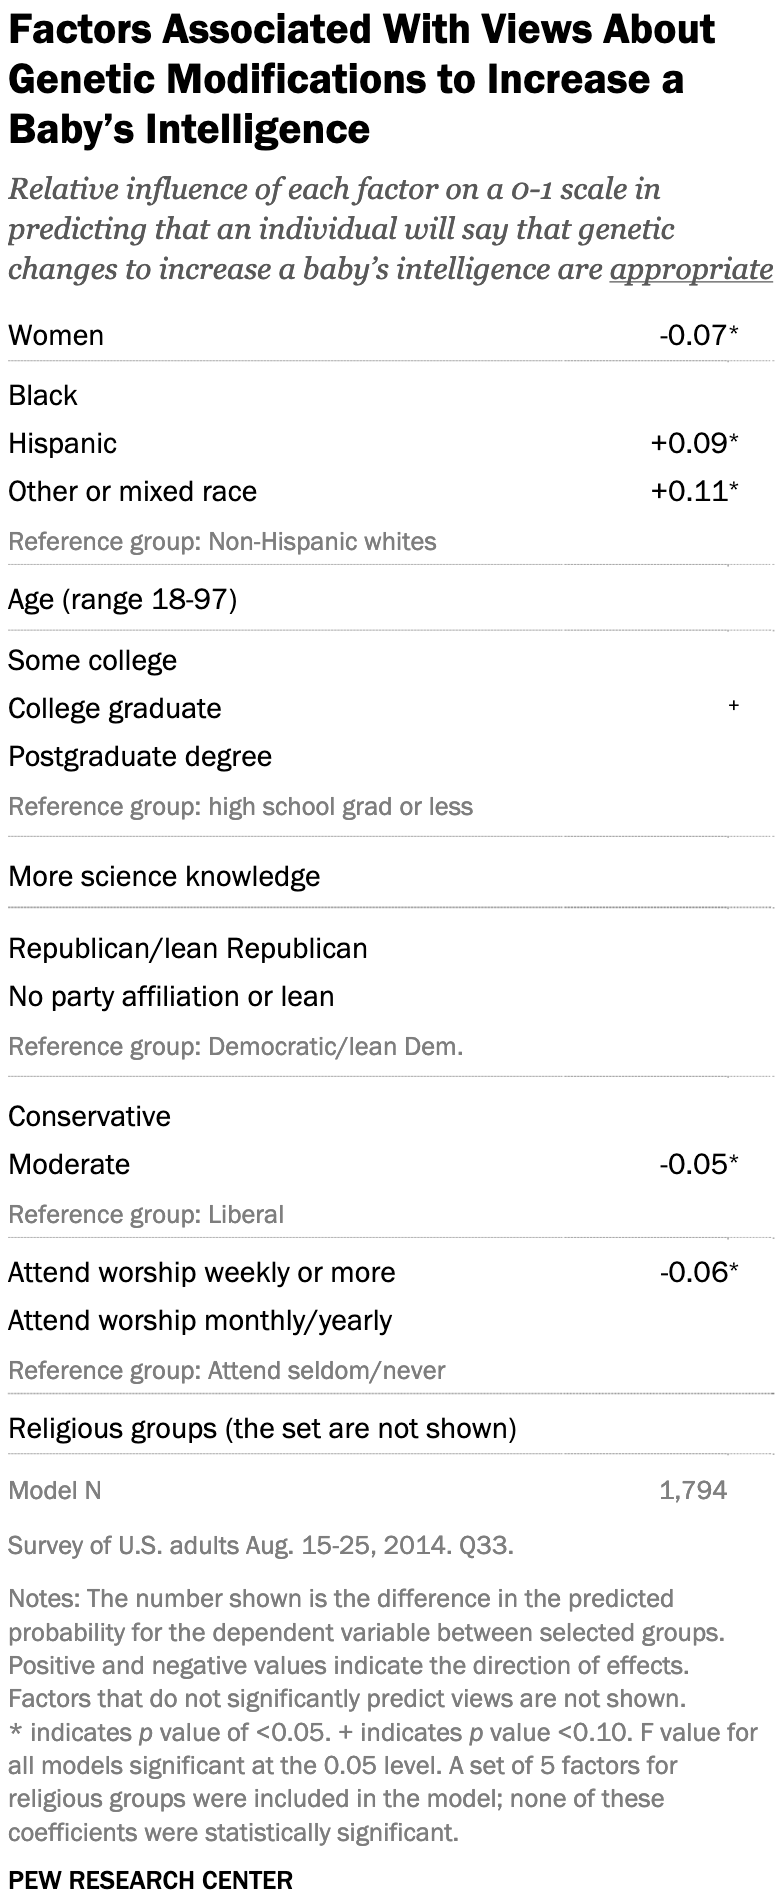 Factors Associated With Views About
Genetic Modifications to Increase a
Baby’s Intelligence
Relative influence of each factor on a 0-1 scale in
predicting that an individual will say that genetic
changes to increase a baby’s intelligence are appropriate
Women -0.07*
Black
Hispanic +0.09*
Other or mixed race +0.11*
Reference group: Non-Hispanic whites
Age (range 18-97)
Some college
College graduate +
Postgraduate degree
Reference group: high school grad or less
More science knowledge
Republican/lean Republican
No party affiliation or lean
Reference group: Democratic/lean Dem.
Conservative
Moderate -0.05*
Reference group: Liberal
Attend worship weekly or more -0.06*
Attend worship monthly/yearly
Reference group: Attend seldom/never
Religious groups (the set are not shown)
Model N 1,794
Survey of U.S. adults Aug. 15-25, 2014. Q33.
Notes: The number shown is the difference in the predicted
probability for the dependent variable between selected groups.
Positive and negative values indicate the direction of effects.
Factors that do not significantly predict views are not shown.
* indicates p value of <0.05. + indicates p value <0.10. F value for
all models significant at the 0.05 level. A set of 5 factors for
religious groups were included in the model; none of these
coefficients were statistically significant.
PEW RESEARCH CENTER